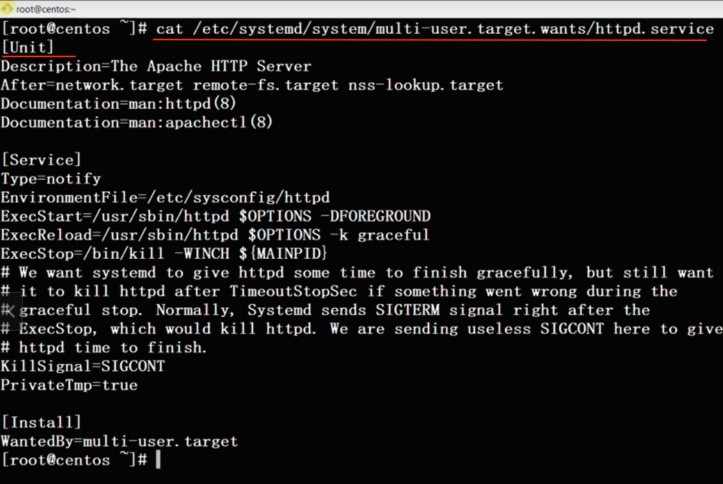 root@centos:~
[root@centos ~]# cat /etc/systemd/system/multi-user.target.wants/httpd.service
[Unit]
Description=The Apache HTTP Server
After=network.target remote-fs.target nss-lookup.target
Documentation=man:httpd(8)
Documentation=man:apachectl(8)
[Service]
Type=notify
EnvironmentFile=/etc/sysconfig/httpd
ExecStart=/usr/sbin/httpd $OPTIONS -DFOREGROUND
ExecReload=/usr/sbin/httpd $OPTIONS -k graceful
ExecStop=/bin/kill -WINCH ${MAINPID}
# We want systemd to give httpd some time to finish gracefully, but still want
# it to kill httpd after TimeoutStopSec if something went wrong during the
# graceful stop. Normally, Systemd sends SIGTERM signal right after the
# ExecStop, which would kill httpd. We are sending useless SIGCONT here to give
# httpd time to finish.
KillSignal=SIGCONT
PrivateTmp=true
[Install]
WantedBy=multi-user.target
[root@centos ~]#